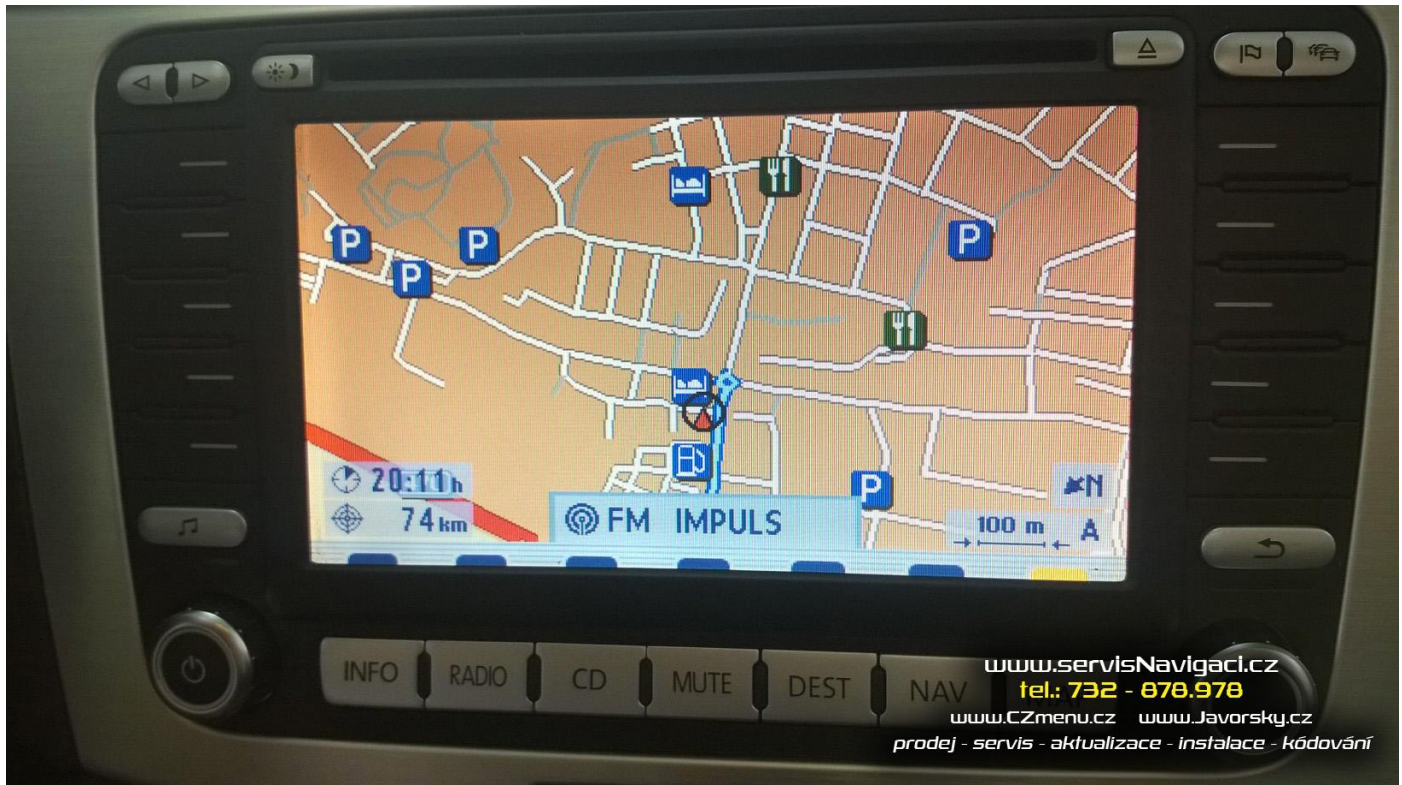 P
P
P
P
20:11h
N
74km
FM IMPULS
P
100 m
A
INFO
RADIO
CD
MUTE
DEST
NAV
MAP
www.servisNavigaci.cz
tel.: 732 - 878.978
www.CZmenu.cz www.Javorsky.cz
prodej - servis - aktualizace - instalace - kódování